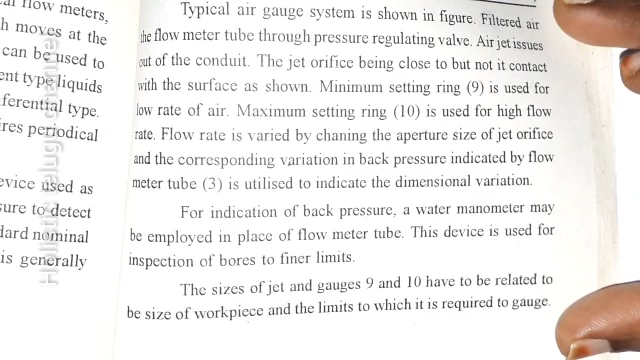 al flow meters,
h moves at the
can be used to
ent type liquids
ferential type.
ires periodical
evice used as
sure to detect
dard nominal
is generally
Typical air gauge system is shown in figure. Filtered air
the flow meter tube through pressure regulating valve. Air jet issues
out of the conduit. The jet orifice being close to but not it contact
with the surface as shown. Minimum setting ring (9) is used for
low rate of air. Maximum setting ring (10) is used for high flow
rate. Flow rate is varied by chaning the aperture size of jet orifice
and the corresponding variation in back pressure indicated by flow
meter tube (3) is utilised to indicate the dimensional variation.
For indication of back pressure, a water manometer may
be employed in place of flow meter tube. This device is used for
inspection of bores to finer limits.
The sizes of jet and gauges 9 and 10 have to be related to
be size of workpiece and the limits to which it is required to gauge.
Holistic telugu channel